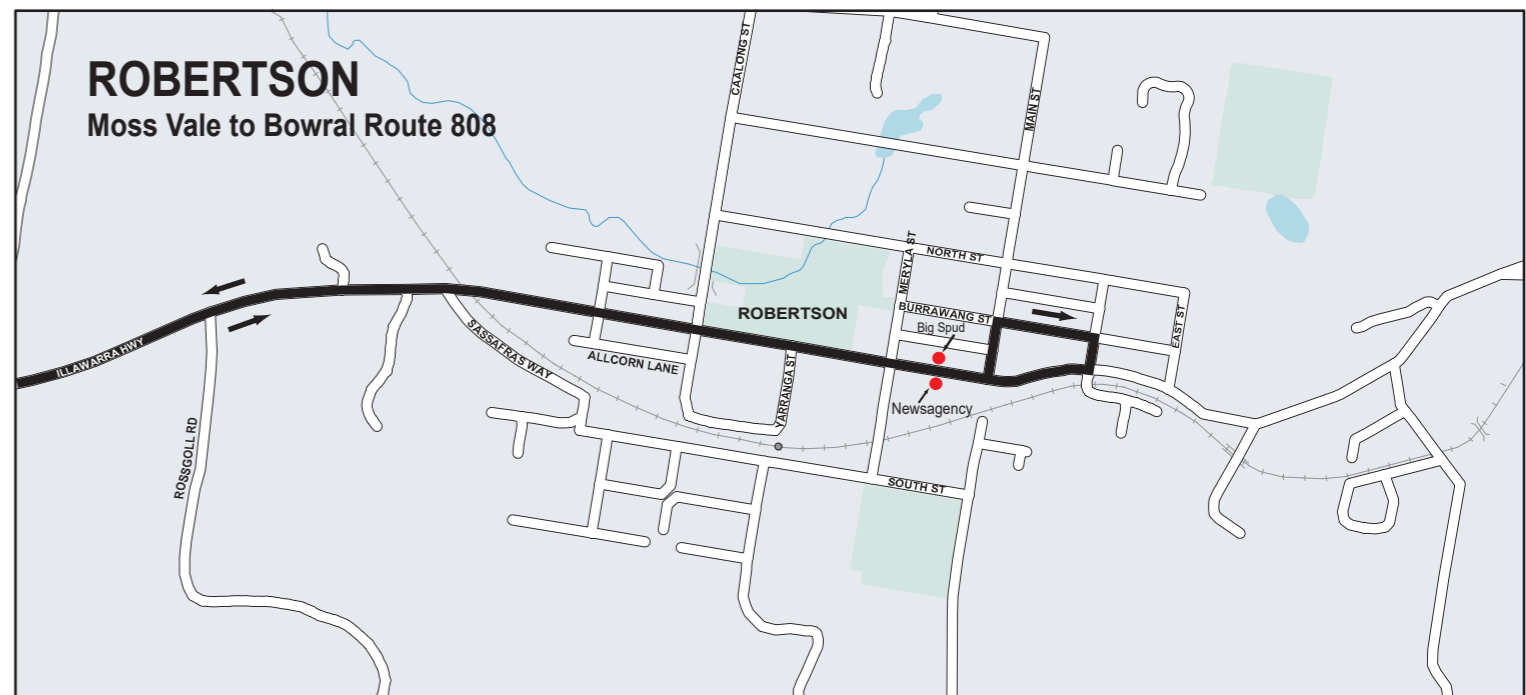 ROBERTSON
Moss Vale to Bowral Route 808
CAALONG ST
MAIN ST
MERYLA ST
NORTH ST
BURRAWANG ST
Big Spud
EAST ST
ROBERTSON
ILLAWARRA HWY
SASSAFRAS WAY
ALLCORN LANE
YARRANGA ST
Newsagency
ROSSGOLL RD
SOUTH ST